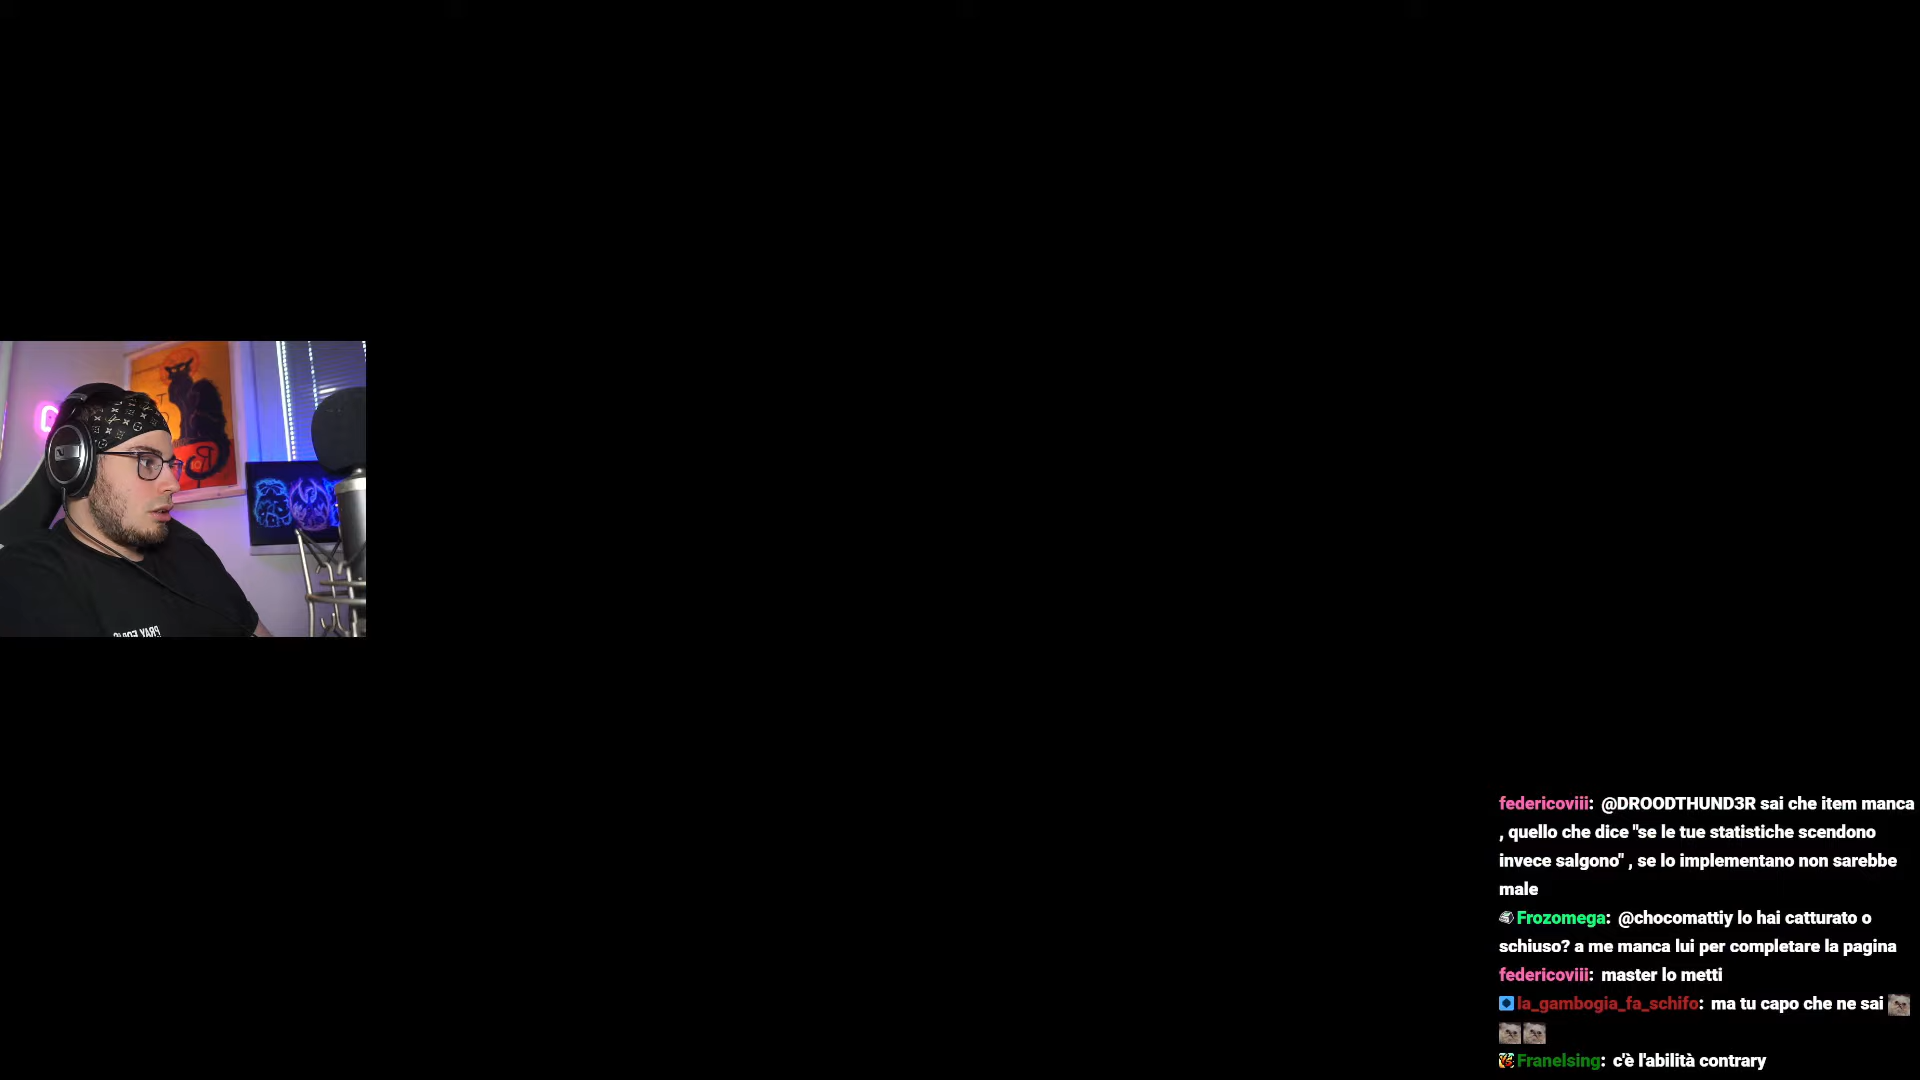 federicoviii: @DROODTHUND3R sai che item manca
, quello che dice "se le tue statistiche scendono
invece salgono" , se lo implementano non sarebbe
male
Frozomega: @chocomattiy lo hai catturato o
schiuso? a me manca lui per completare la pagina
federicoviii: master lo metti
la_gambogia_fa_schifo: ma tu capo che ne sai
Franelsing: c'è l'abilità contrary